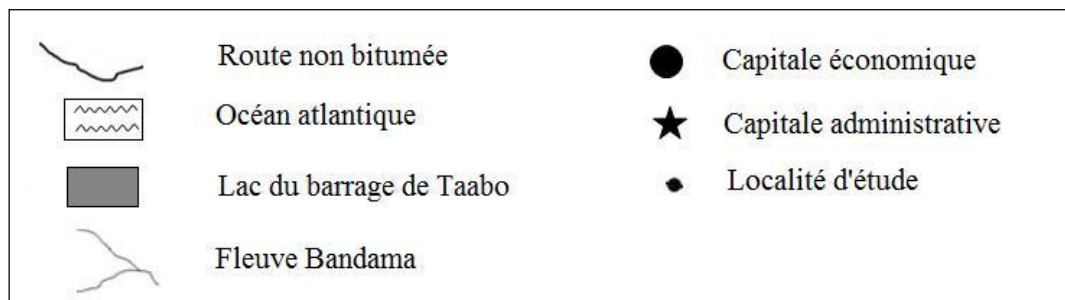 Route non bitumée
Océan atlantique
Lac du barrage de Taabo
Fleuve Bandama
Capitale économique
Capitale administrative
Localité d'étude